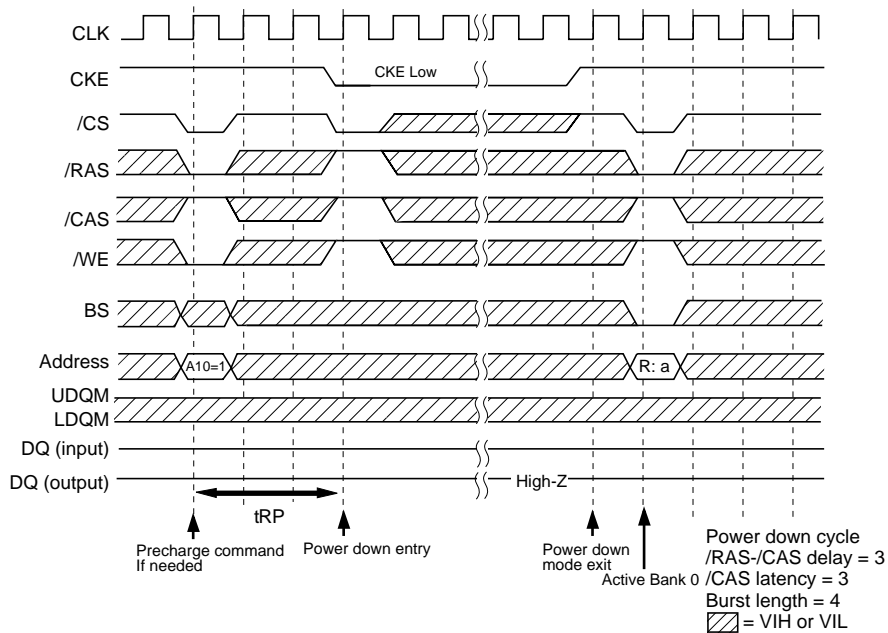 CLK
CKE
CKE Low
/CS
/RAS
/CAS
/WE
BS
Address
A10=1
R: a
UDQM
LDQM
DQ (input)
DQ (output)
High-Z
tRP
Precharge command
If needed
Power down entry
Power down
mode exit
Active Bank 0
Power down cycle
/RAS-/CAS delay = 3
/CAS latency = 3
Burst length = 4
= VIH or VIL